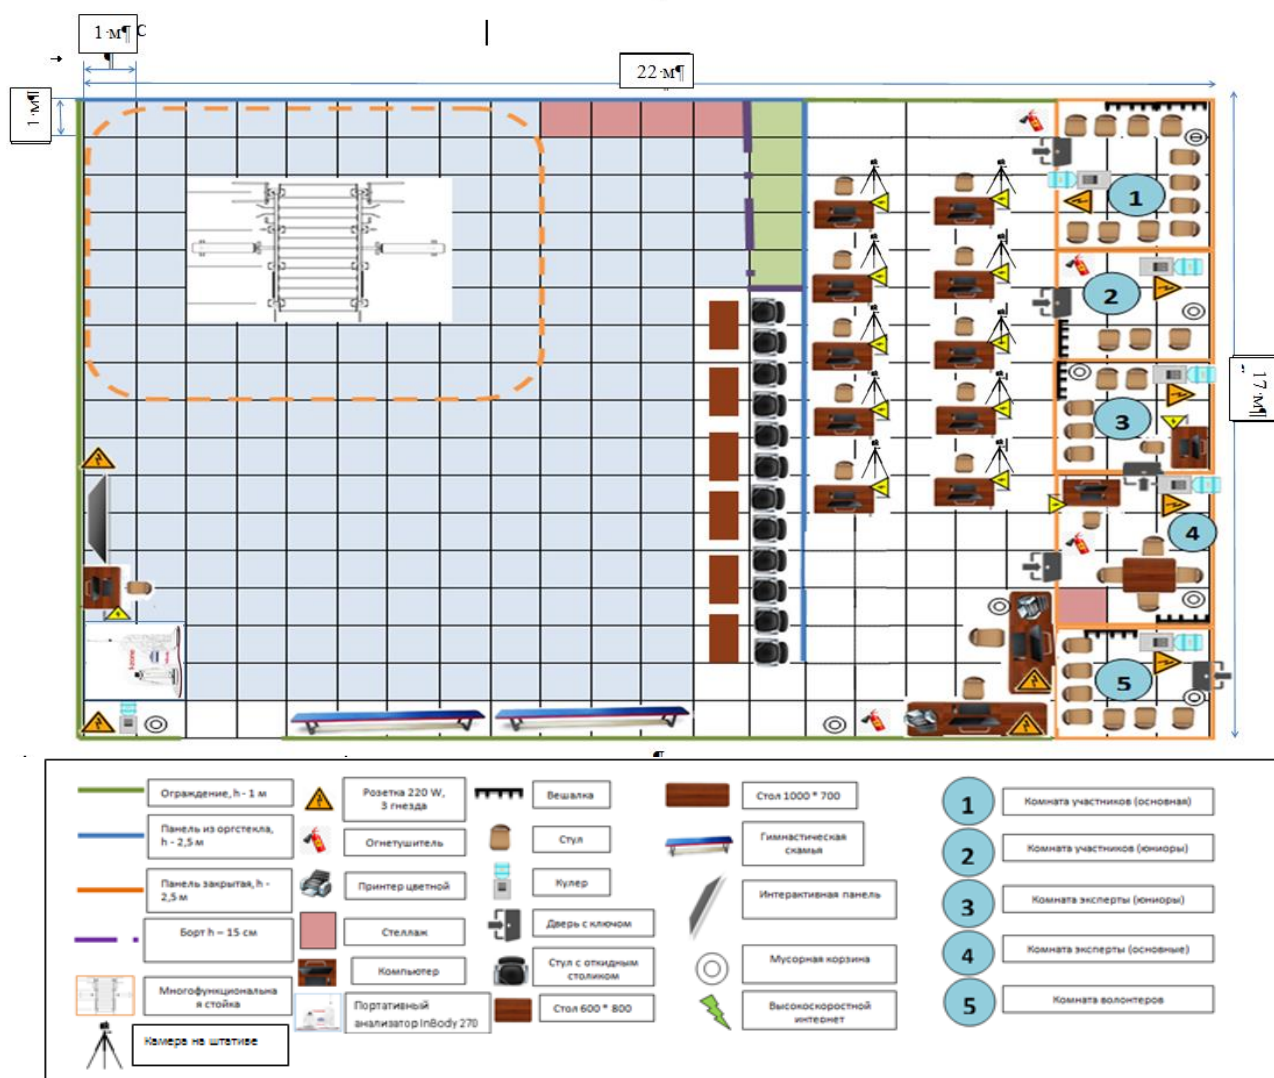 1·м¶ С
¶
22·м¶
1·м¶
17·м¶
1
2
3
4
5
¶
Ограждение, h - 1 м
Розетка 220 W,
3 гнезда
Вешалка
Стол 1000 * 700
1
Комната участников (основная)
Панель из оргстекла,
h - 2,5 м
Огнетушитель
Стул
Гимнастическая
скамья
2
Комната участников (юниоры)
Панель закрытая, h -
2,5 м
Принтер цветной
Кулер
Интерактивная панель
3
Комната эксперты (юниоры)
Борт h – 15 см
Стеллаж
Дверь с ключом
Мусорная корзина
4
Комната эксперты (основные)
Многофункциональна
я стойка
Компьютер
Стул с откидным
столиком
Высокоскоростной
интернет
5
Комната волонтеров
Портативный
анализатор InBody 270
Стол 600 * 800
Камера на штативе